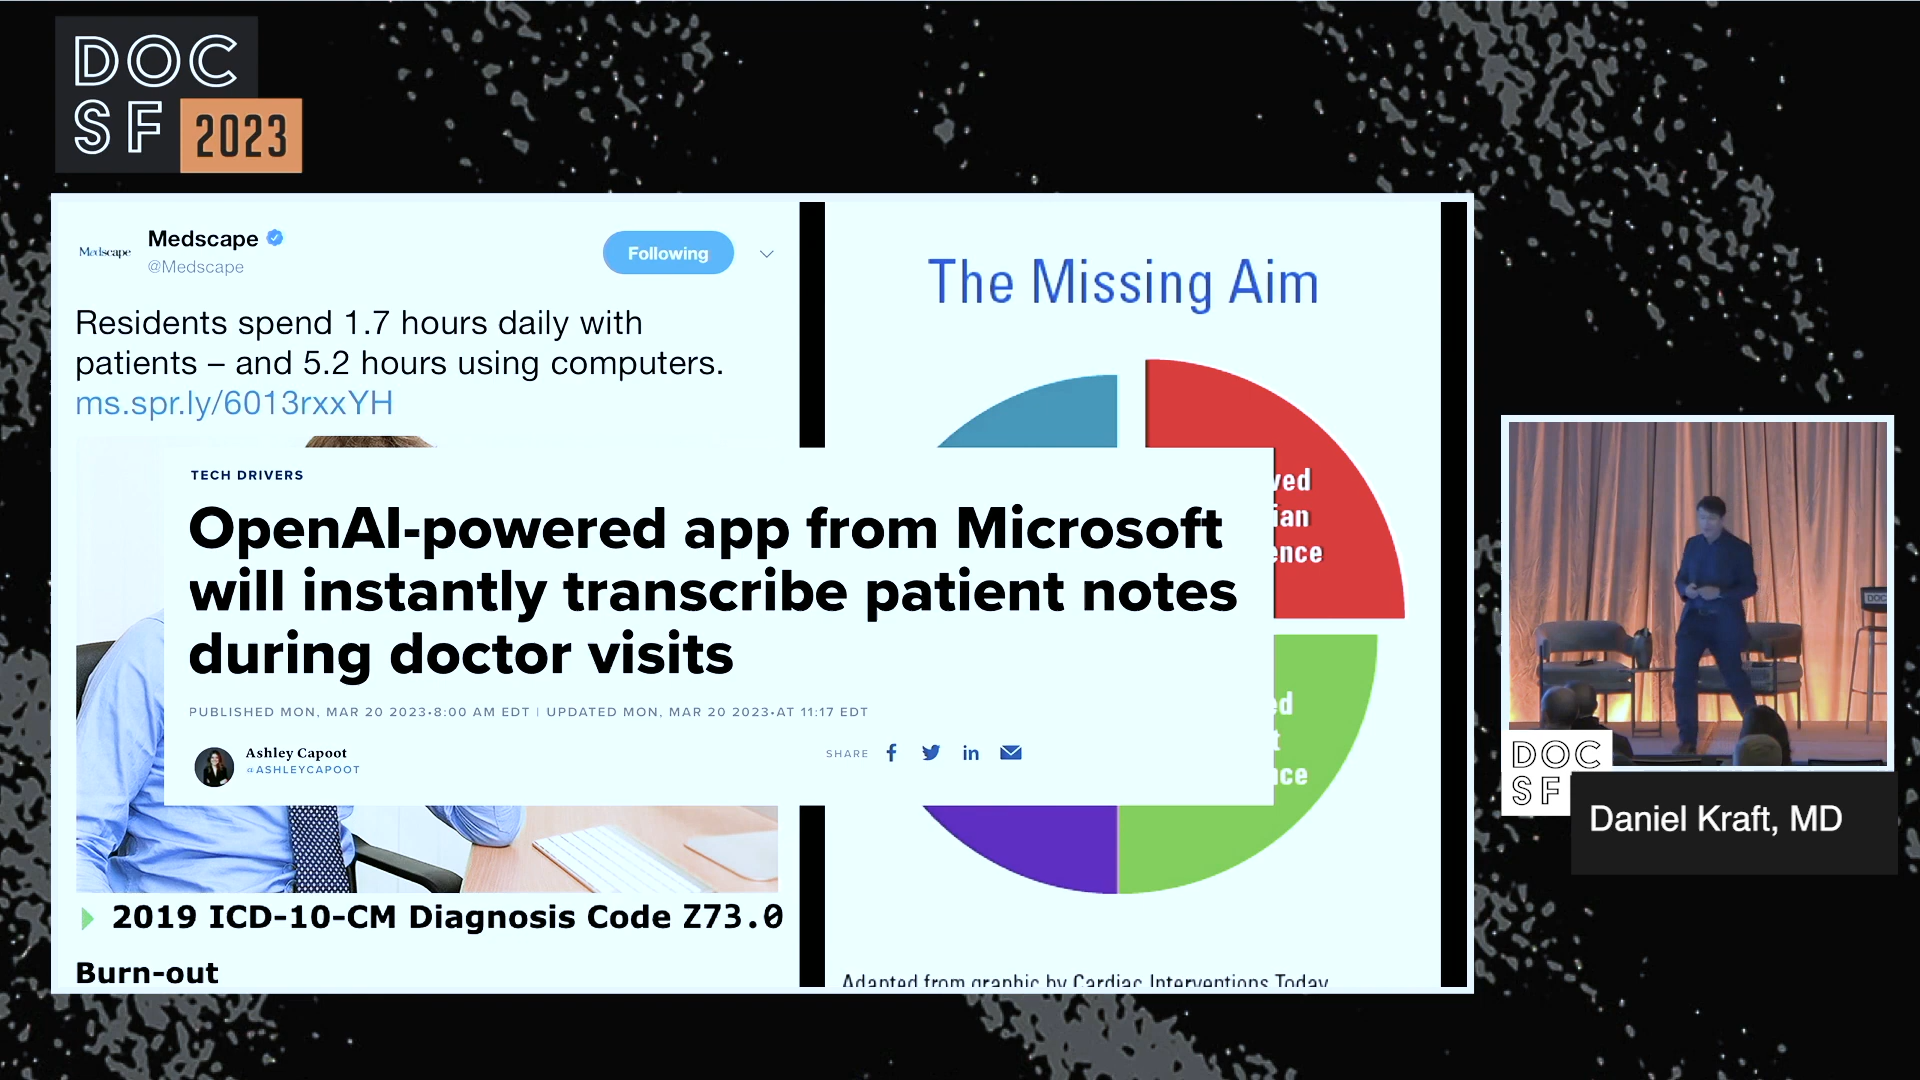 DOC
SF 2023
Medscape
Medscape
@Medscape
Following
Residents spend 1.7 hours daily with
patients – and 5.2 hours using computers.
ms.spr.ly/6013rxxYH
TECH DRIVERS
OpenAI-powered app from Microsoft
will instantly transcribe patient notes
during doctor visits
PUBLISHED MON, MAR 20 2023•8:00 AM EDT | UPDATED MON, MAR 20 2023•AT 11:17 EDT
Ashley Capoot
@ASHLEYCAPOOT
SHARE
2019 ICD-10-CM Diagnosis Code Z73.0
Burn-out
The Missing Aim
Adapted from graphic by Cardiac Interventions Today
DOC
DOC
SF
Daniel Kraft, MD